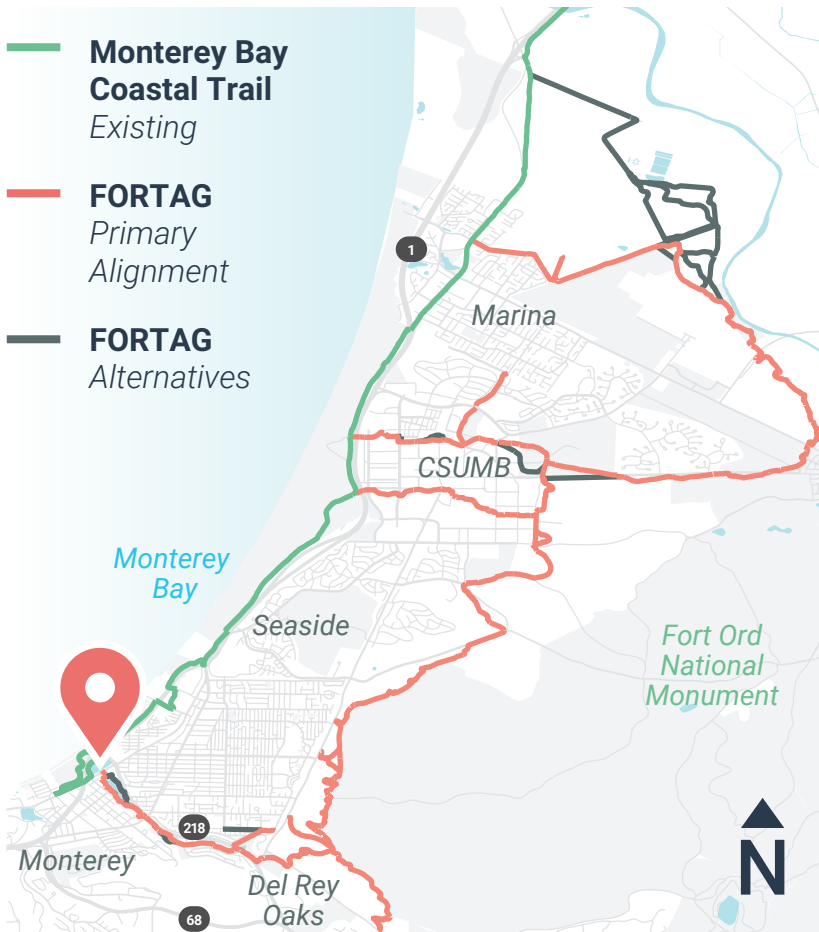 Monterey Bay
Coastal Trail
Existing
FORTAG
Primary
Alignment
FORTAG
Alternatives
1
Marina
CSUMB
Monterey
Bay
Seaside
Fort Ord
National
Monument
218
Monterey
Del Rey
Oaks
68
N